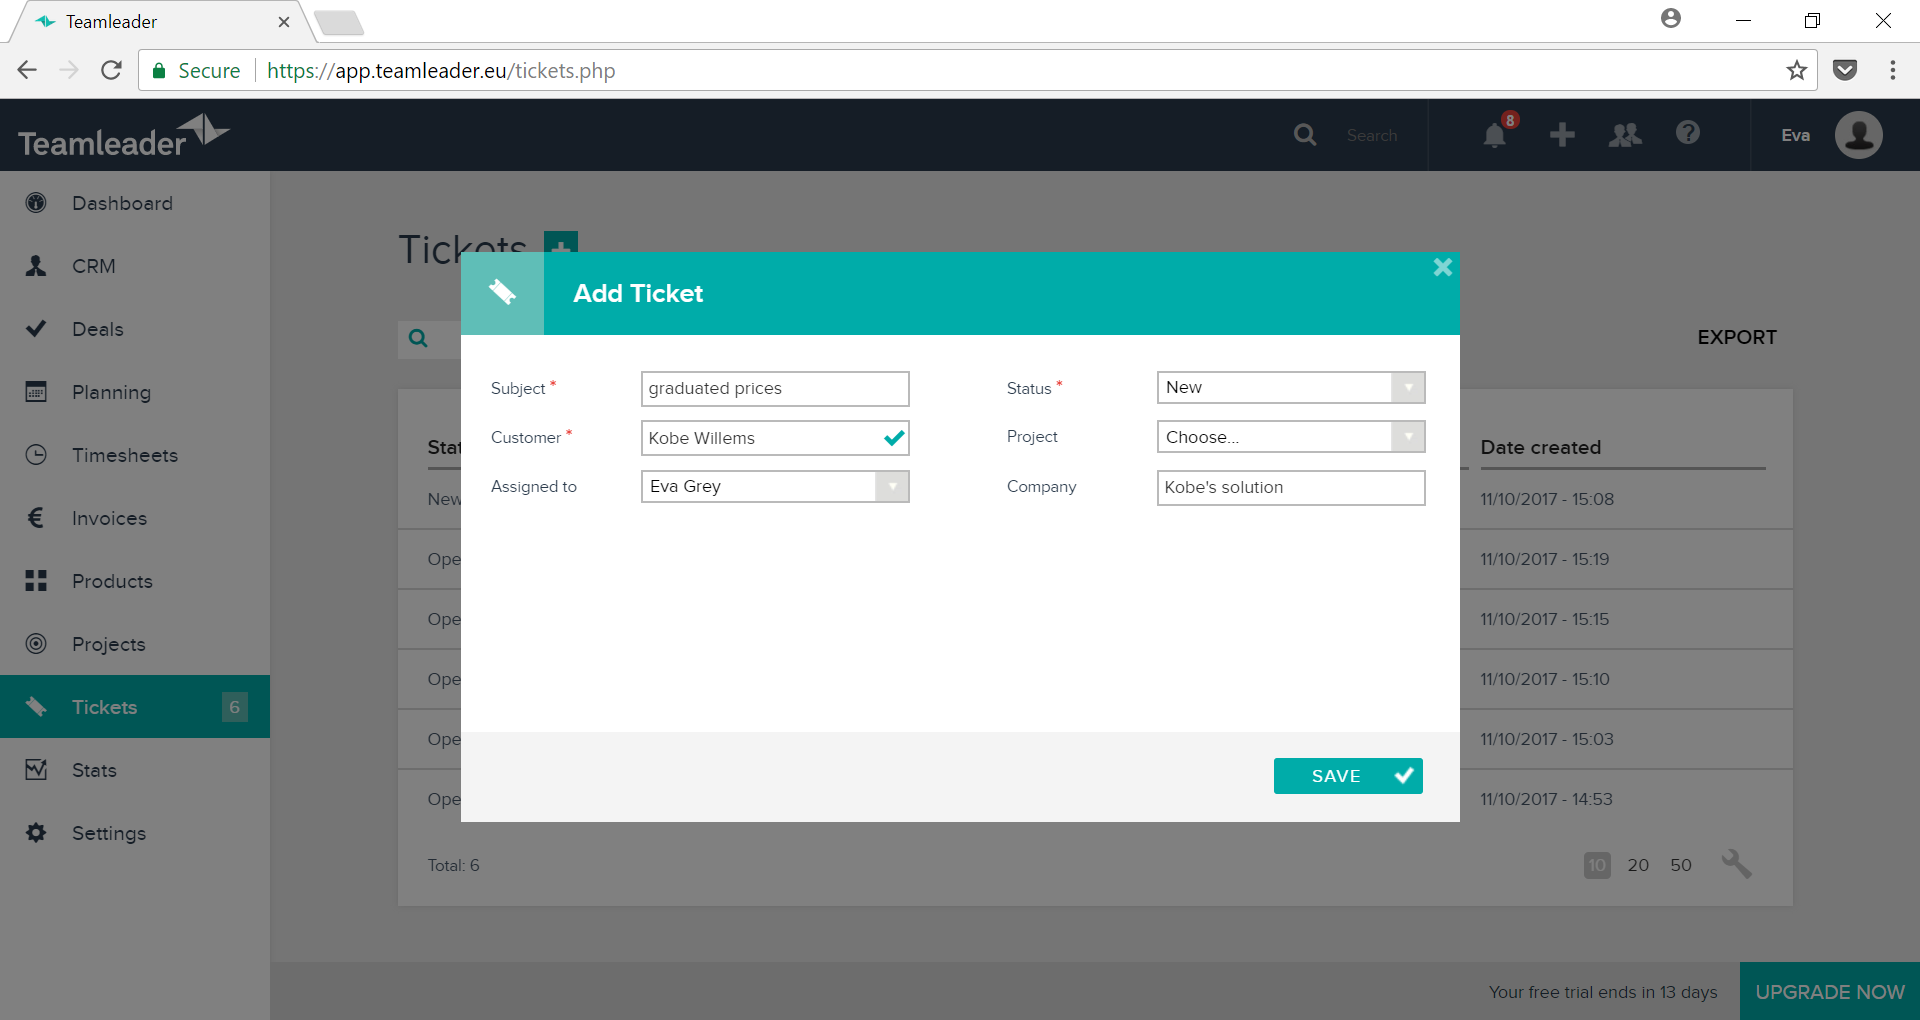 Teamleader
Secure https://app.teamleader.eu/tickets.php
Teamleader
Search
8
Eva
Dashboard
CRM
Deals
Planning
Timesheets
Invoices
Products
Projects
Tickets 6
Stats
Settings
Tickets
EXPORT
Add Ticket
Subject * graduated prices
Status * New
Customer * Kobe Willems
Project Choose...
Assigned to Eva Grey
Company Kobe's solution
SAVE
Stat
Date created
New
11/10/2017 - 15:08
Ope
11/10/2017 - 15:19
Ope
11/10/2017 - 15:15
Ope
11/10/2017 - 15:10
Ope
11/10/2017 - 15:03
Ope
11/10/2017 - 14:53
Total: 6
10 20 50
Your free trial ends in 13 days
UPGRADE NOW